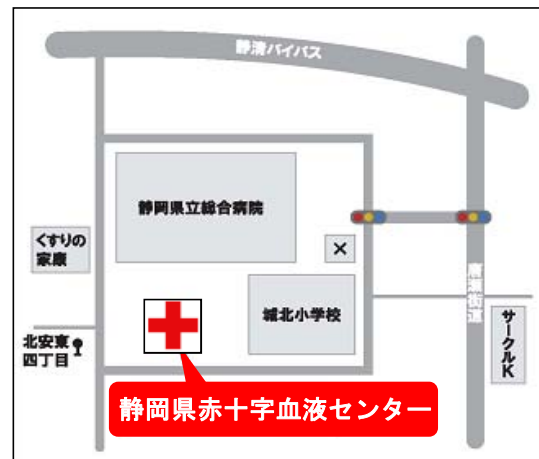 静清バイパス
静岡県立総合病院
くすりの
家康
×
城北小学校
南瀬街道
サークルK
北安東
四丁目
静岡県赤十字血液センター